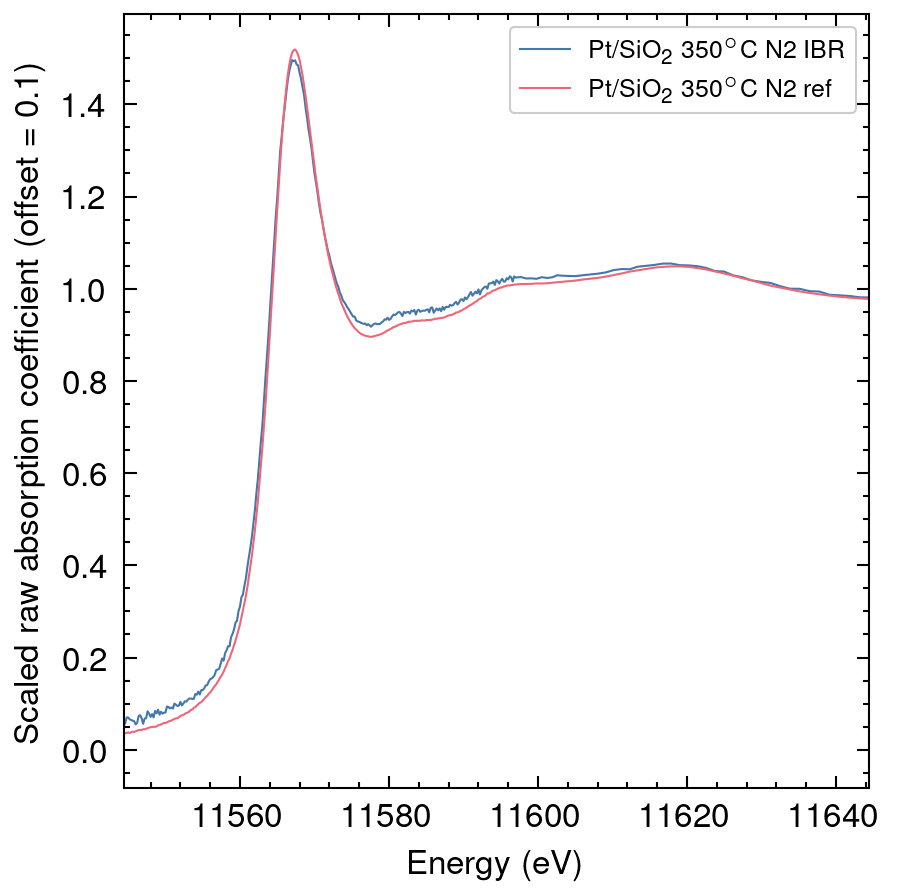 Pt/SiO₂ 350°C N2 IBR
Pt/SiO₂ 350°C N2 ref
Scaled raw absorption coefficient (offset = 0.1)
1.4
1.2
1.0
0.8
0.6
0.4
0.2
0.0
11560 11580 11600 11620 11640
Energy (eV)